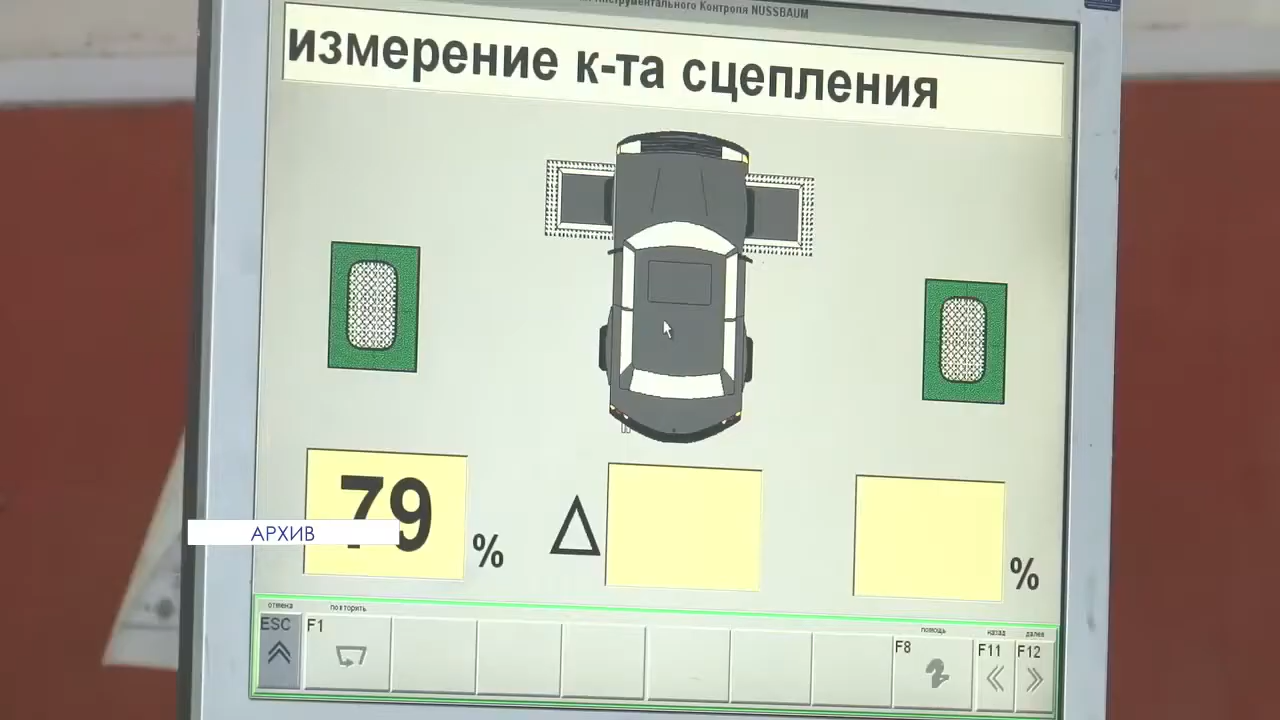 Инструментального Контроля NUSSBAUM
измерение к-та сцепления
79 % Δ %
АРХИВ
отмена повторить помощь назад далее
ESC F1 F8 F11 F12